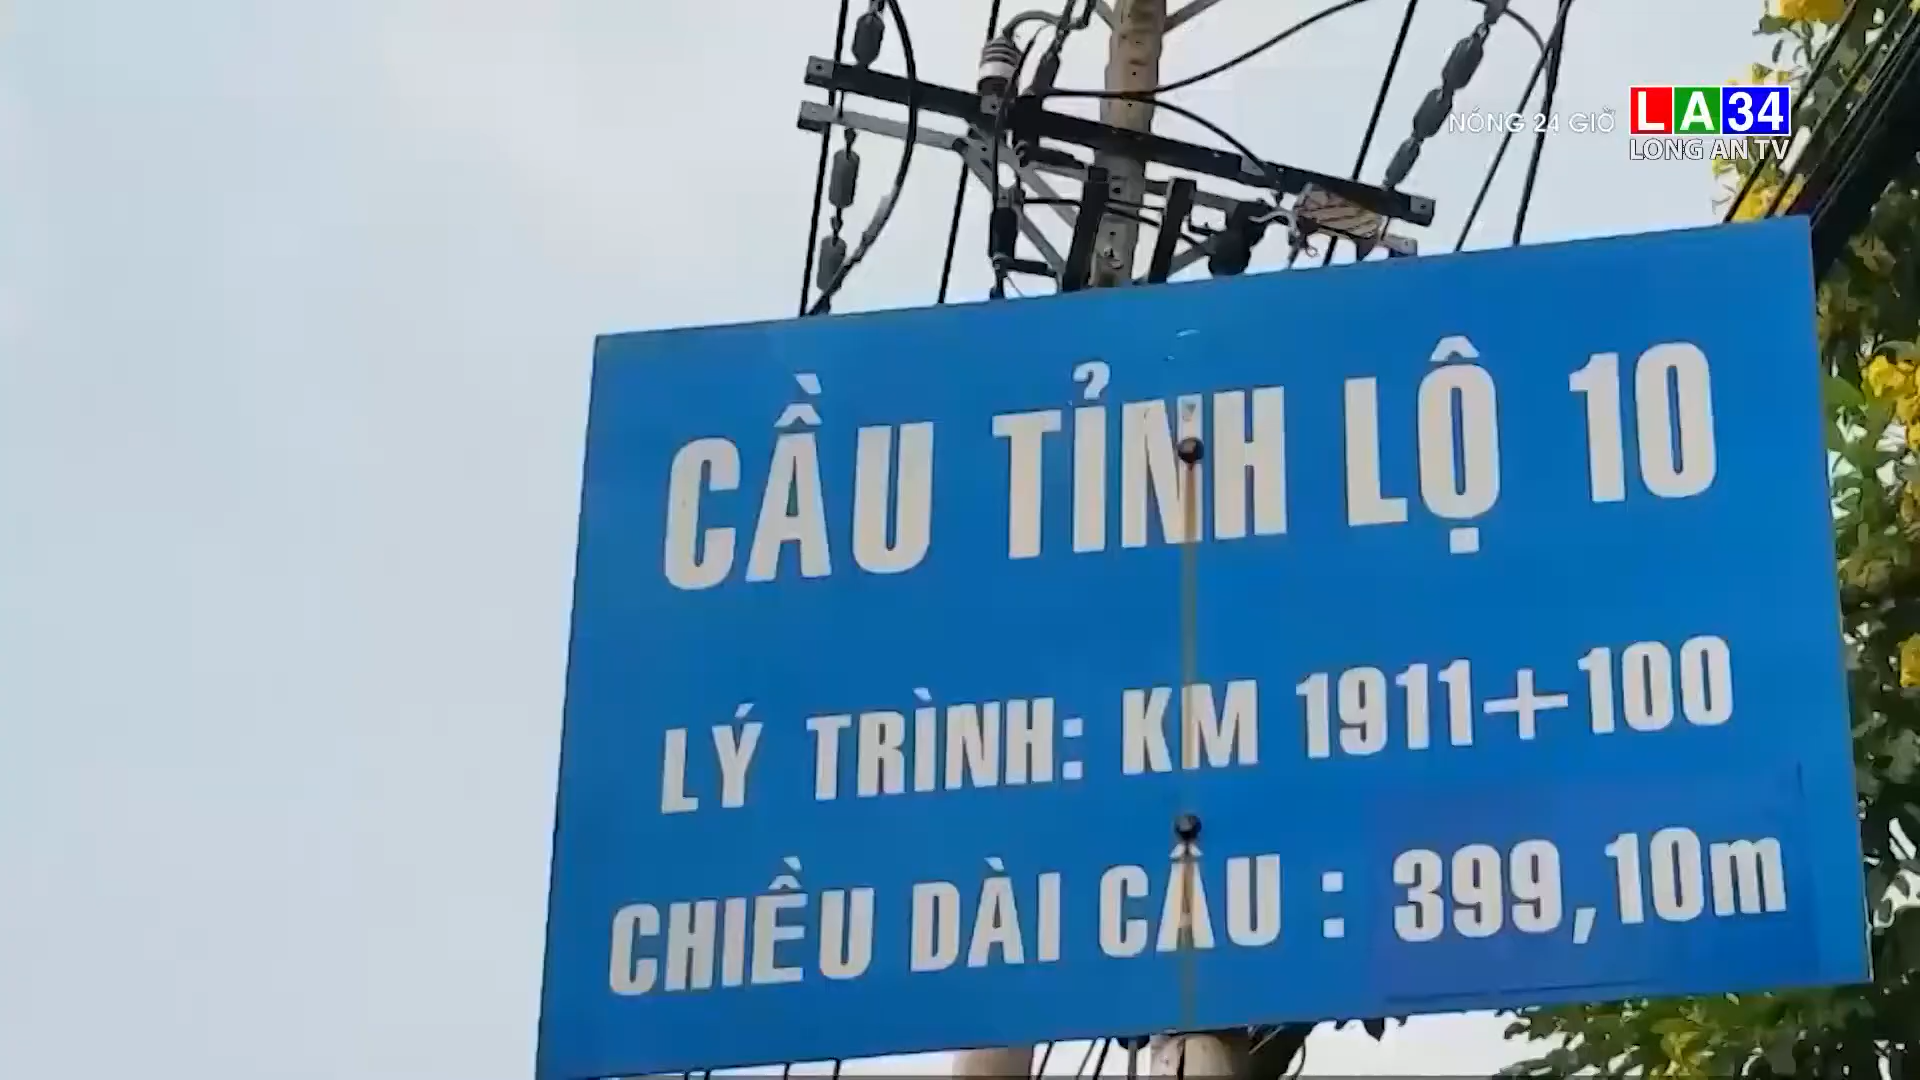 NÓNG 24 GIỜ LA34
LONG AN TV
CẦU TỈNH LỘ 10
LÝ TRÌNH: KM 1911+100
CHIỀU DÀI CẦU : 399,10m